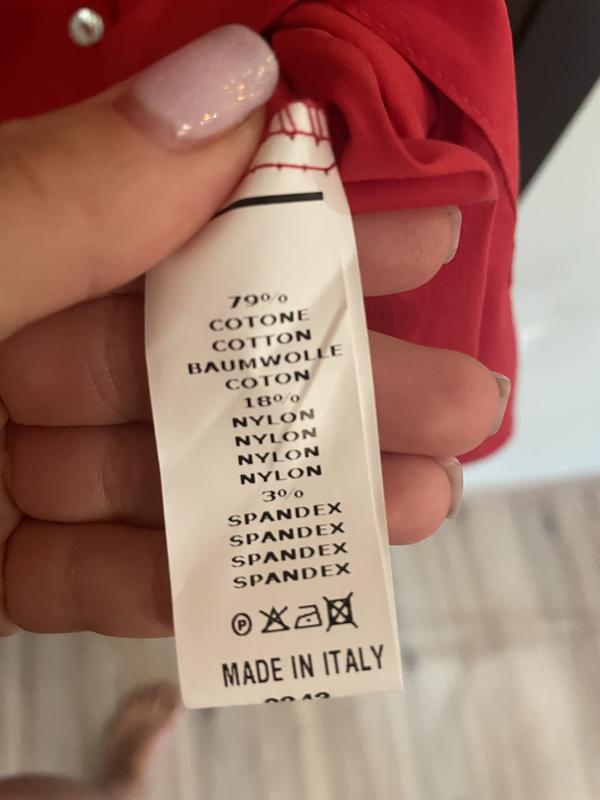 79%
COTONE
COTTON
BAUMWOLLE
COTON
18%
NYLON
NYLON
NYLON
NYLON
3%
SPANDEX
SPANDEX
SPANDEX
SPANDEX
P
MADE IN ITALY